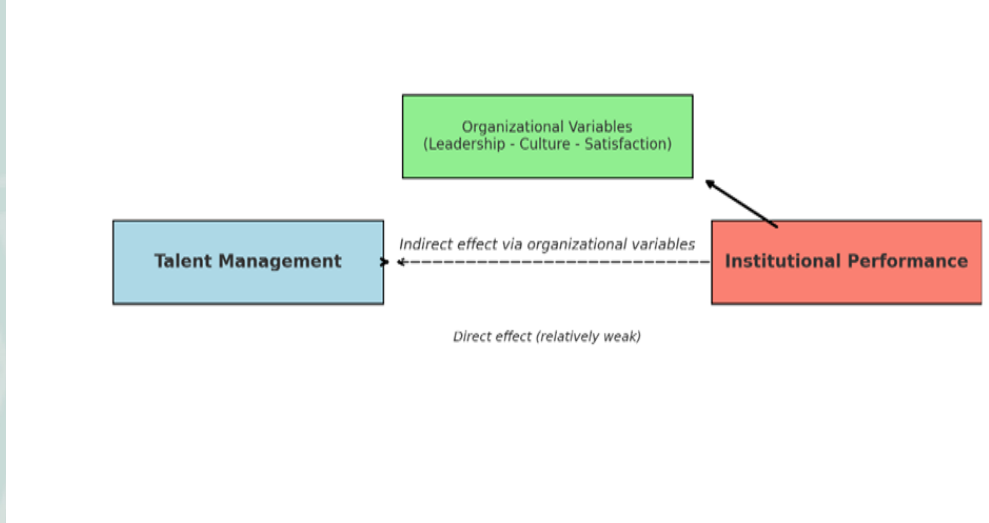 Organizational Variables
(Leadership - Culture - Satisfaction)
Indirect effect via organizational variables
Talent Management
Institutional Performance
Direct effect (relatively weak)